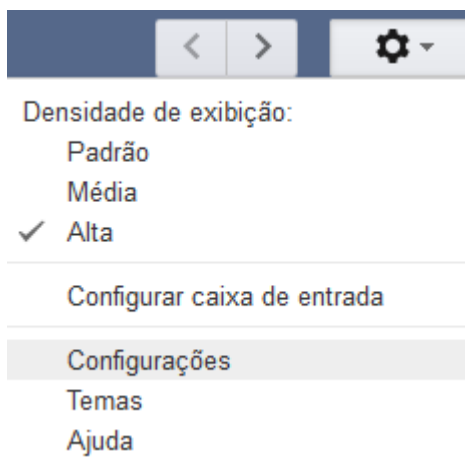 Densidade de exibição:
Padrão
Média
Alta
Configurar caixa de entrada
Configurações
Temas
Ajuda